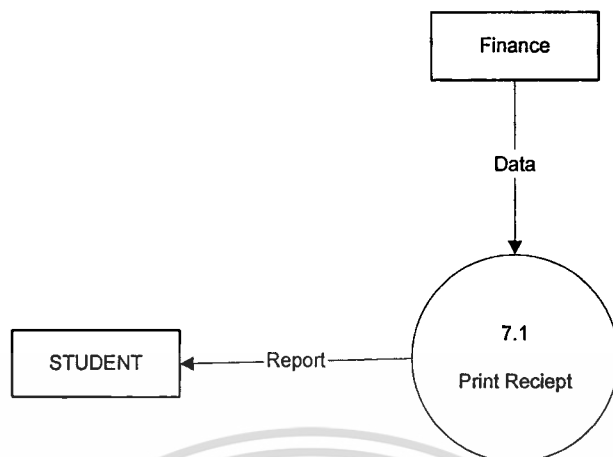 Finance
Data
7.1
Print Reciept
Report
STUDENT